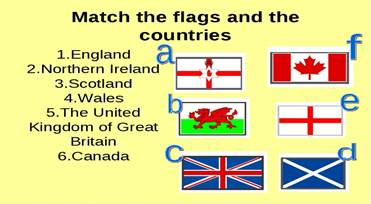 Match the flags and the
countries
1.England
2.Northern Ireland
3.Scotland
4.Wales
5.The United
Kingdom of Great
Britain
6.Canada
a
f
b
e
c
d